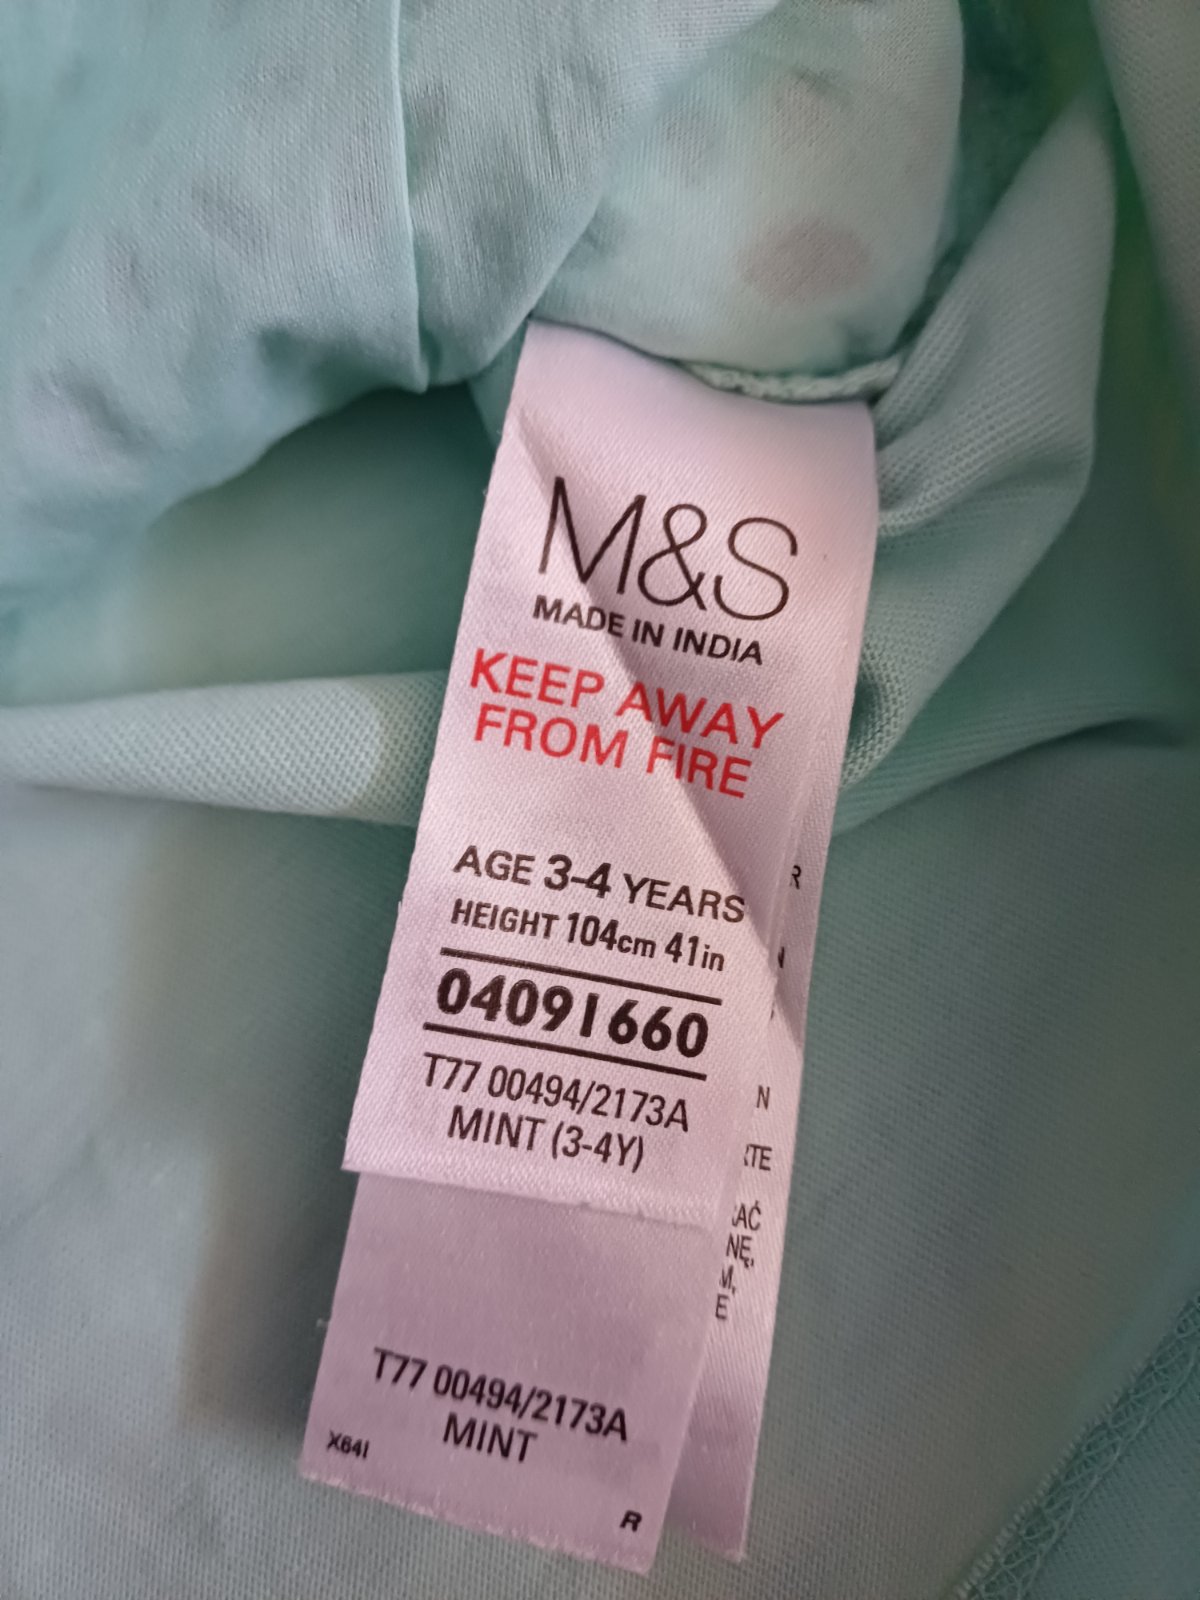 M&S
MADE IN INDIA
KEEP AWAY
FROM FIRE
AGE 3-4 YEARS
HEIGHT 104cm 41in
04091660
T77 00494/2173A
MINT (3-4Y)
T77 00494/2173A
MINT
X64I
R